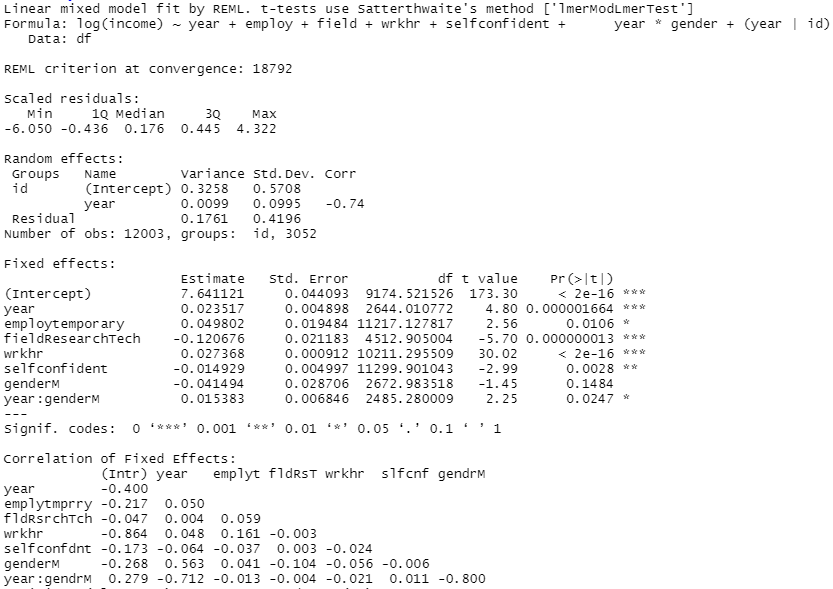 Linear mixed model fit by REML. t-tests use Satterthwaite's method ['lmerModLmerTest']
Formula: log(income) ~ year + employ + field + wrkhr + selfconfident +      year * gender + (year | id)
   Data: df

REML criterion at convergence: 18792

Scaled residuals:
   Min     1Q Median     3Q    Max
-6.050 -0.436  0.176  0.445  4.322

Random effects:
 Groups   Name        Variance Std.Dev. Corr
 id       (Intercept) 0.3258   0.5708
          year        0.0099   0.0995   -0.74
 Residual             0.1761   0.4196
Number of obs: 12003, groups:  id, 3052

Fixed effects:
                     Estimate   Std. Error           df t value    Pr(>|t|)
(Intercept)          7.641121     0.044093  9174.521526  173.30     < 2e-16 ***
year                 0.023517     0.004898  2644.010772    4.80 0.000001664 ***
employtemporary      0.049802     0.019484 11217.127817    2.56      0.0106 *
fieldResearchTech   -0.120676     0.021183  4512.905004   -5.70 0.000000013 ***
wrkhr                0.027368     0.000912 10211.295509   30.02     < 2e-16 ***
selfconfident       -0.014929     0.004997 11299.901043   -2.99      0.0028 **
genderM             -0.041494     0.028706  2672.983518   -1.45      0.1484
year:genderM         0.015383     0.006846  2485.280009    2.25      0.0247 *
---
Signif. codes:  0 ‘***’ 0.001 ‘**’ 0.01 ‘*’ 0.05 ‘.’ 0.1 ‘ ’ 1

Correlation of Fixed Effects:
            (Intr) year   emplyt fldRsT wrkhr  slfcnf gendrM
year        -0.400
emplytmprry -0.217  0.050
fldRsrchTch -0.047  0.004  0.059
wrkhr       -0.864  0.048  0.161 -0.003
selfconfdnt -0.173 -0.064 -0.037  0.003 -0.024
genderM     -0.268  0.563  0.041 -0.104 -0.056 -0.006
year:gendrM  0.279 -0.712 -0.013 -0.004 -0.021  0.011 -0.800